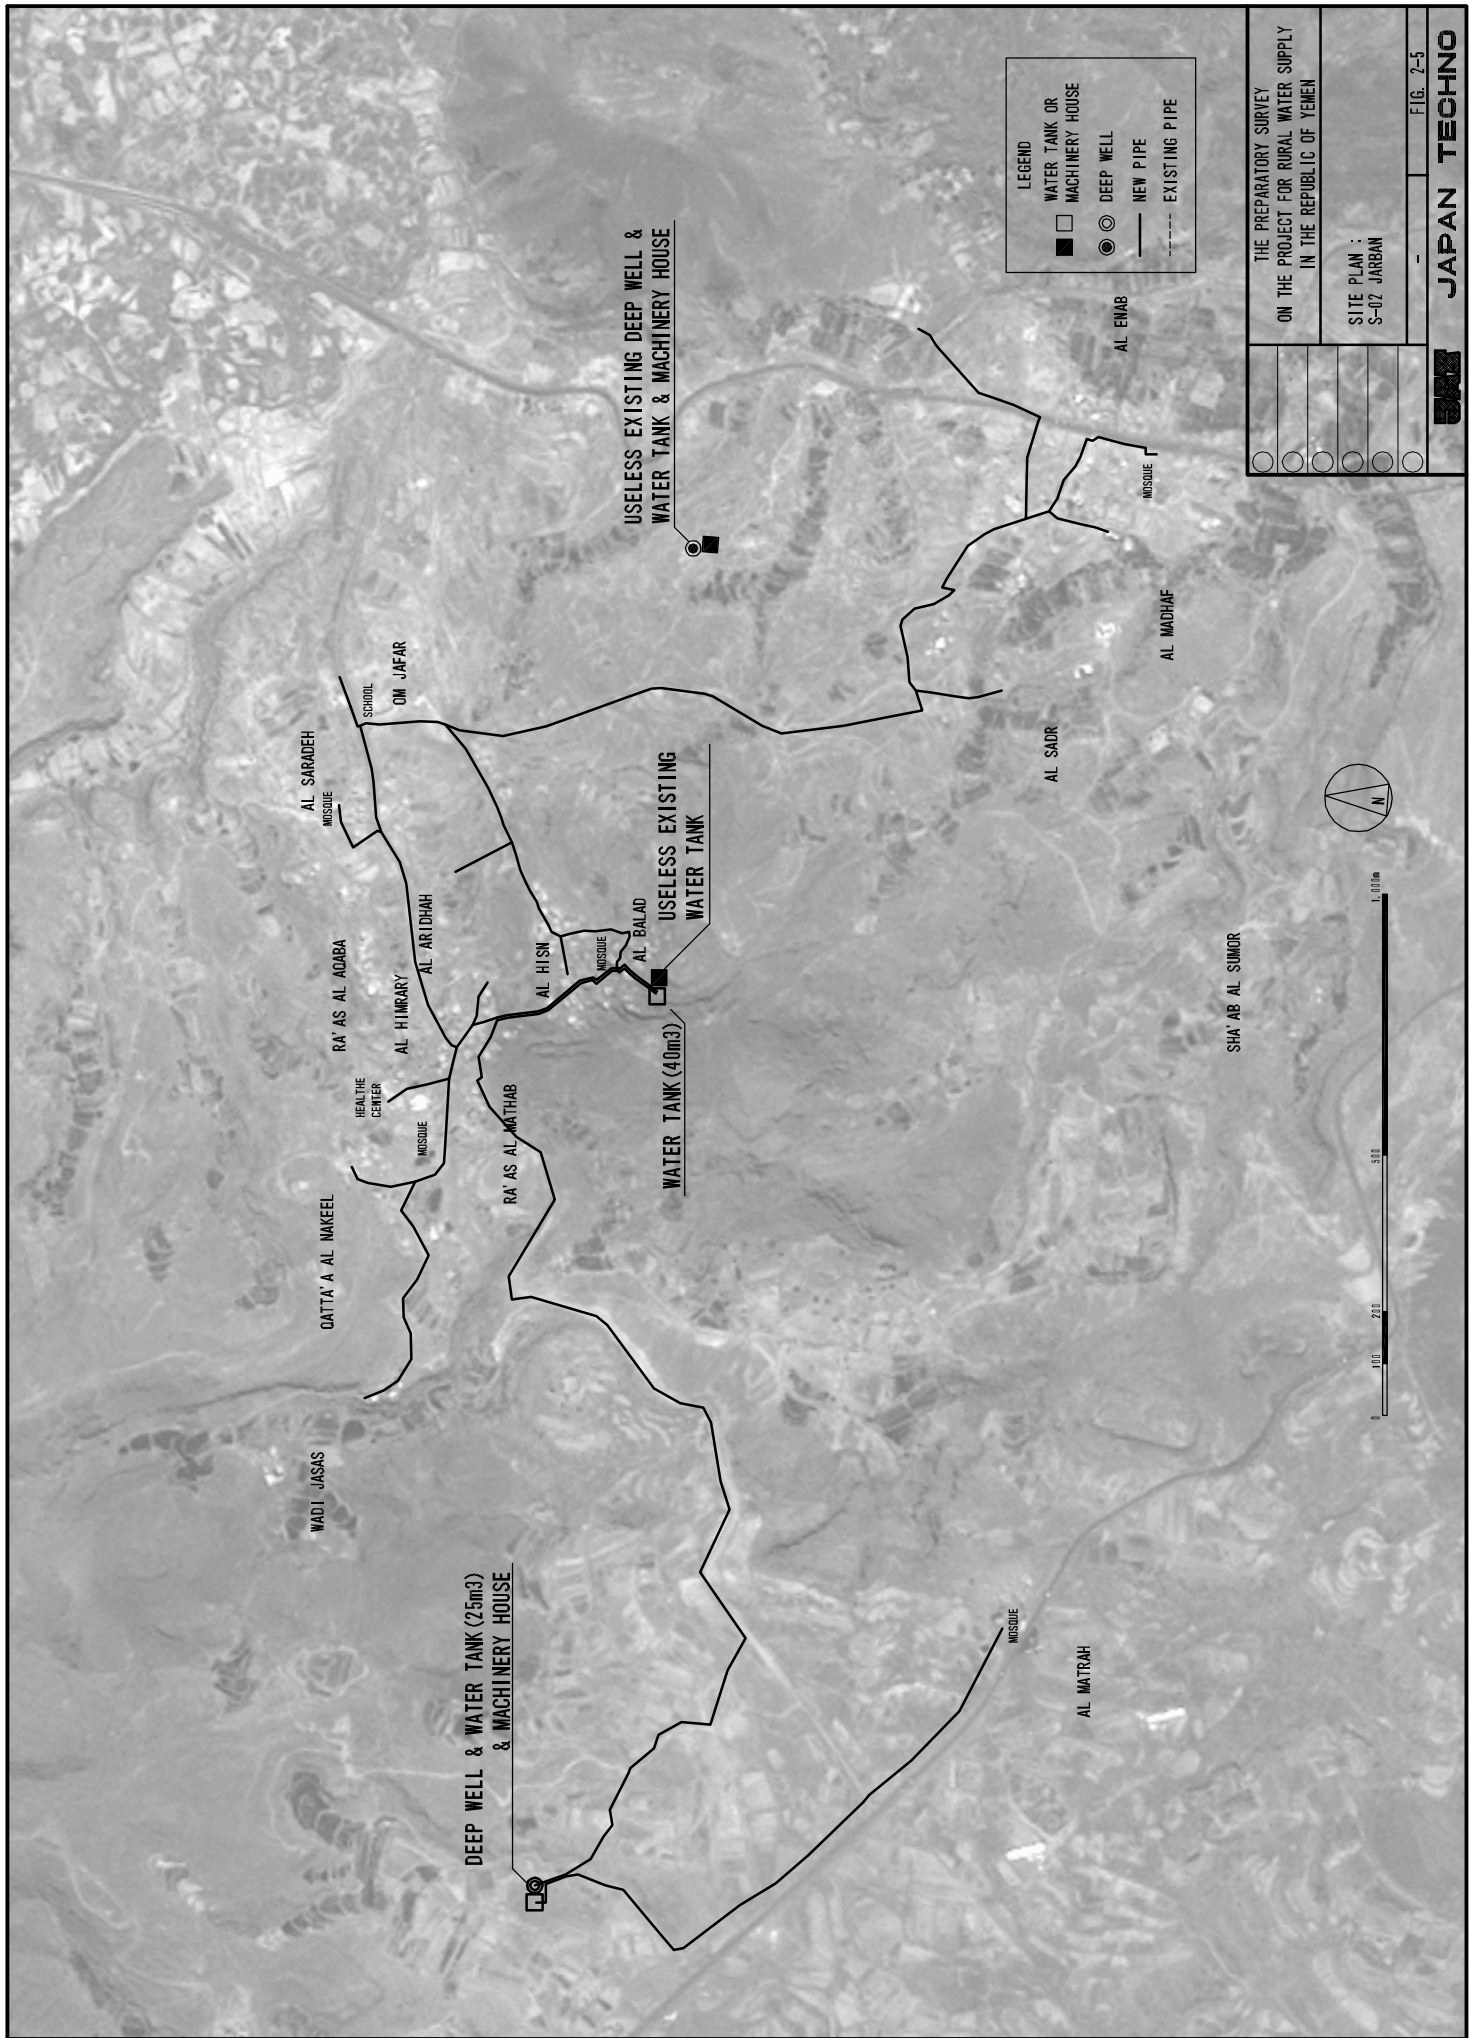 DEEP WELL & WATER TANK(25m3)
& MACHINERY HOUSE
WADI JASAS
QATTA'A AL NAKEEL
HEALTHE
CENTER
MOSQUE
RA'AS AL MATHAB
RA'AS AL AQABA
AL HIMRARY
AL ARIDHAH
AL SARADEH
MOSQUE
SCHOOL
OM JAFAR
AL HISN
MOSQUE
AL BALAD
WATER TANK(40m3)
USELESS EXISTING
WATER TANK
USELESS EXISTING DEEP WELL &
WATER TANK & MACHINERY HOUSE
MOSQUE
AL MATRAH
SHA'AB AL SUMOR
AL SADR
AL MADHAF
MOSQUE
AL ENAB
LEGEND
WATER TANK OR
MACHINERY HOUSE
DEEP WELL
NEW PIPE
EXISTING PIPE
N
0 100 200 500 1,000m
THE PREPARATORY SURVEY
ON THE PROJECT FOR RURAL WATER SUPPLY
IN THE REPUBLIC OF YEMEN
SITE PLAN :
S-02 JARBAN
- FIG. 2-5
JAPAN TECHNO